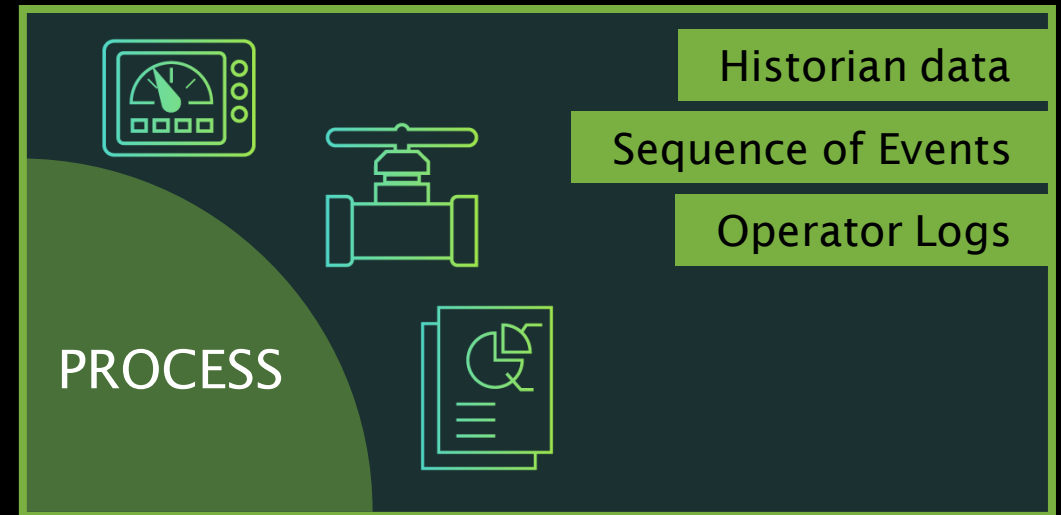 Historian data
Sequence of Events
Operator Logs
PROCESS